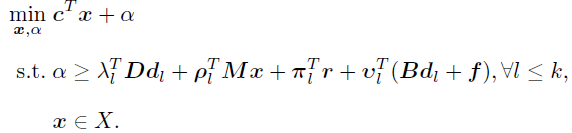 min c^T x + α
x,α
s.t. α ≥ λ_l^T D d_l + ρ_l^T M x + π_l^T r + υ_l^T (B d_l + f), ∀l ≤ k,
x ∈ X.